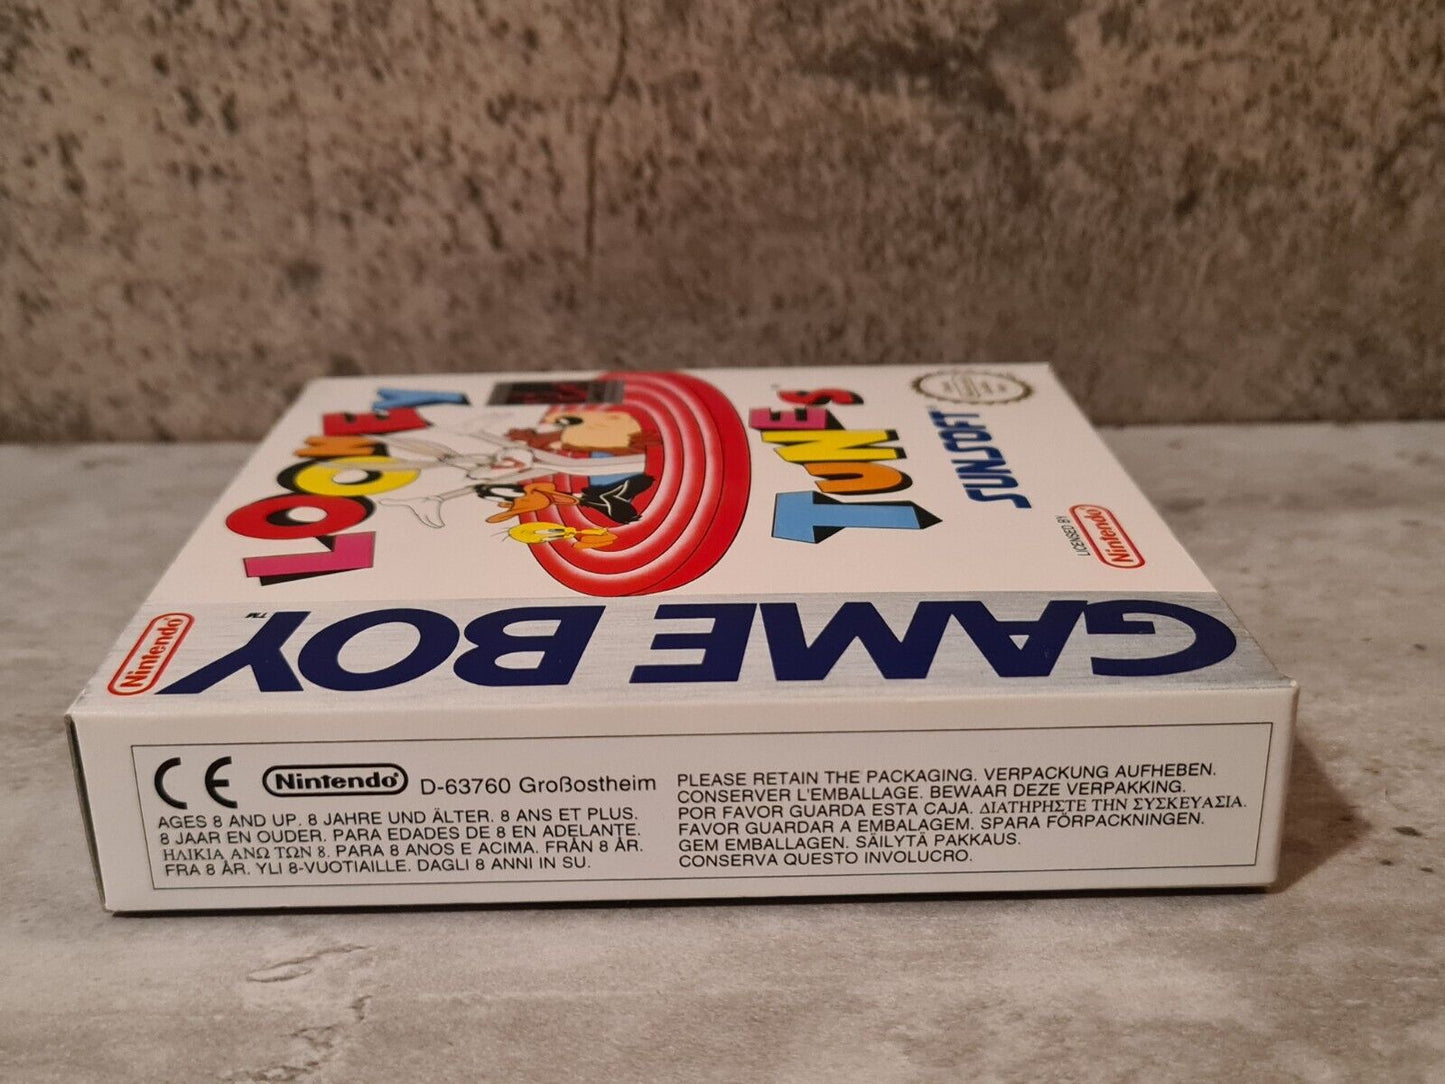 LOONEY
TUNES
SUNSOFT
LICENSED BY
Nintendo
Nintendo
GAME BOY™
CE Nintendo D-63760 Großostheim
AGES 8 AND UP. 8 JAHRE UND ÄLTER. 8 ANS ET PLUS.
8 JAAR EN OUDER. PARA EDADES DE 8 EN ADELANTE.
ΗΛΙΚΙΑ ΑΝΩ ΤΩΝ 8. PARA 8 ANOS E ACIMA. FRÅN 8 ÅR.
FRA 8 ÅR. YLI 8-VUOTIAILLE. DAGLI 8 ANNI IN SU.
PLEASE RETAIN THE PACKAGING. VERPACKUNG AUFHEBEN.
CONSERVER L'EMBALLAGE. BEWAAR DEZE VERPAKKING.
POR FAVOR GUARDA ESTA CAJA. ΔΙΑΤΗΡΗΣΤΕ ΤΗΝ ΣΥΣΚΕΥΑΣΙΑ.
FAVOR GUARDAR A EMBALAGEM. SPARA FÖRPACKNINGEN.
GEM EMBALLAGEN. SÄILYTÄ PAKKAUS.
CONSERVA QUESTO INVOLUCRO.